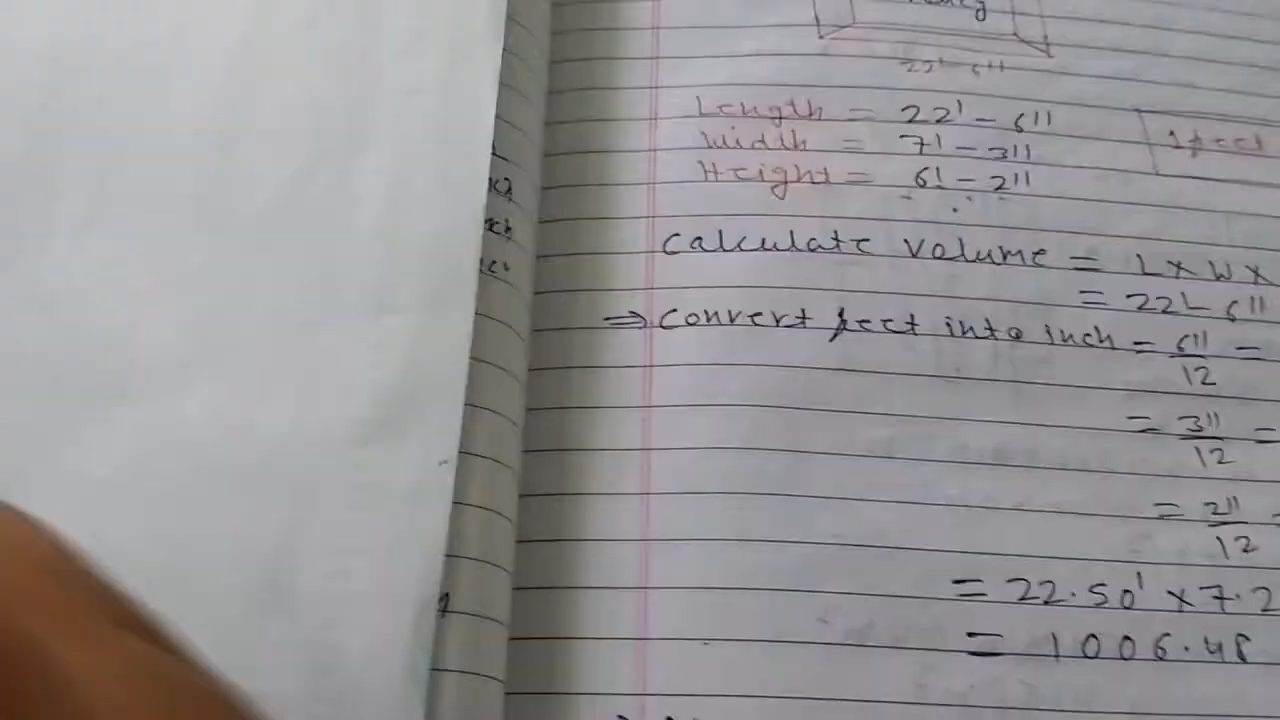 22'-6"
Length = 22'-6"
Width = 7'-3"
Height = 6'-2"
1feet
Calculate volume = L×W×
= 22'-6"
⇒ Convert feet into inch = 6"/12 =
= 3"/12 =
= 2"/12 =
= 22.50' × 7.2
= 1006.48